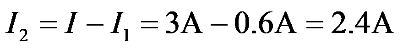 I₂ = I − I₁ = 3A − 0.6A = 2.4A